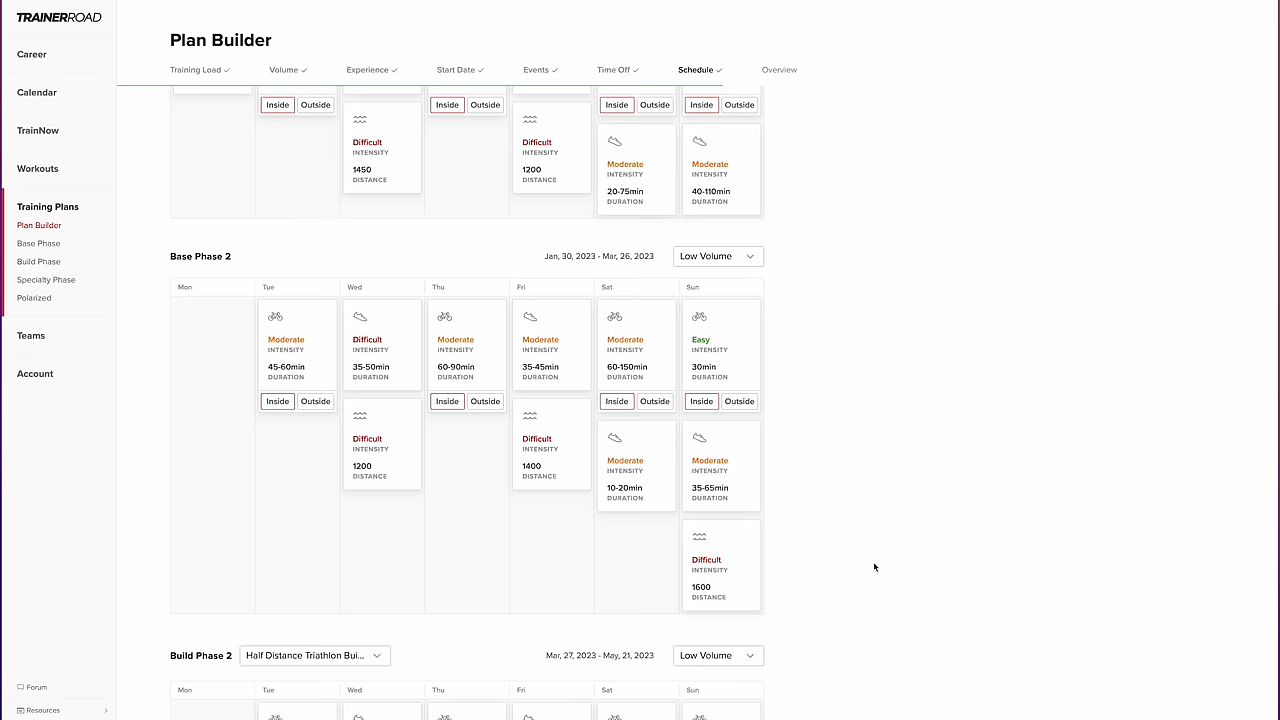 TRAINERROAD
Career
Calendar
TrainNow
Workouts
Training Plans
Plan Builder
Base Phase
Build Phase
Specialty Phase
Polarized
Teams
Account
Forum
Resources
Plan Builder
Training Load Volume Experience Start Date Events Time Off Schedule Overview
Inside Outside Inside Outside Inside Outside Inside Outside
Difficult Difficult
INTENSITY INTENSITY
1450 1200
DISTANCE DISTANCE
Moderate Moderate
INTENSITY INTENSITY
20-75min 40-110min
DURATION DURATION
Base Phase 2 Jan, 30, 2023 - Mar, 26, 2023 Low Volume
Mon Tue Wed Thu Fri Sat Sun
Moderate Difficult Moderate Moderate Moderate Easy
INTENSITY INTENSITY INTENSITY INTENSITY INTENSITY INTENSITY
45-60min 35-50min 60-90min 35-45min 60-150min 30min
DURATION DURATION DURATION DURATION DURATION DURATION
Inside Outside Inside Outside Inside Outside Inside Outside
Difficult Difficult
INTENSITY INTENSITY
1200 1400
DISTANCE DISTANCE
Moderate Moderate
INTENSITY INTENSITY
10-20min 35-65min
DURATION DURATION
Difficult
INTENSITY
1600
DISTANCE
Build Phase 2 Half Distance Triathlon Bui... Mar, 27, 2023 - May, 21, 2023 Low Volume
Mon Tue Wed Thu Fri Sat Sun